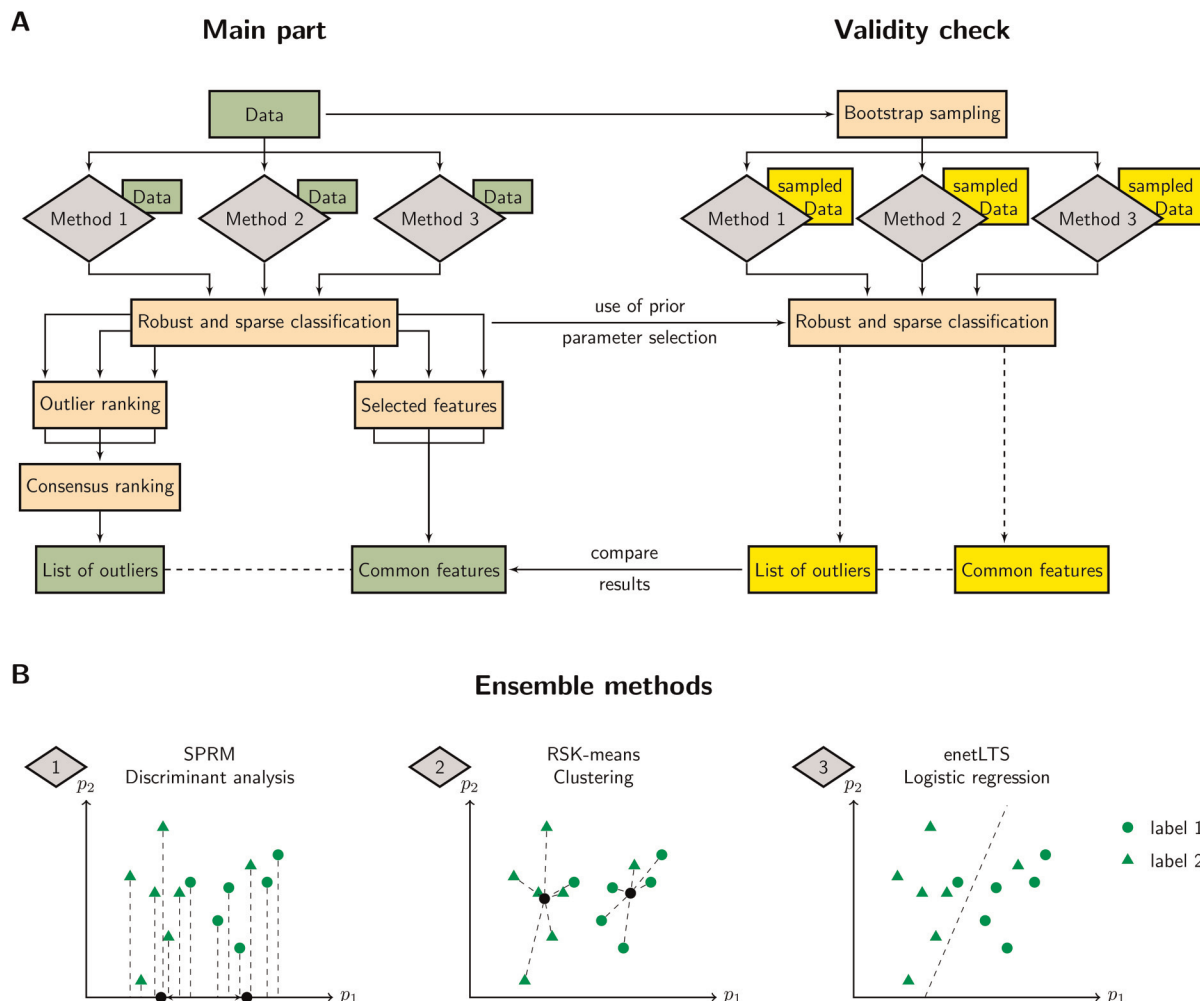 A
Main part
Validity check
Data
Bootstrap sampling
Data
Data
Data
sampled
Data
sampled
Data
sampled
Data
Method 1
Method 2
Method 3
Method 1
Method 2
Method 3
Robust and sparse classification
use of prior
parameter selection
Robust and sparse classification
Outlier ranking
Selected features
Consensus ranking
List of outliers
Common features
compare
results
List of outliers
Common features
B
Ensemble methods
1
SPRM
Discriminant analysis
p₂
p₁
2
RSK-means
Clustering
p₂
p₁
3
enetLTS
Logistic regression
p₂
p₁
label 1
label 2